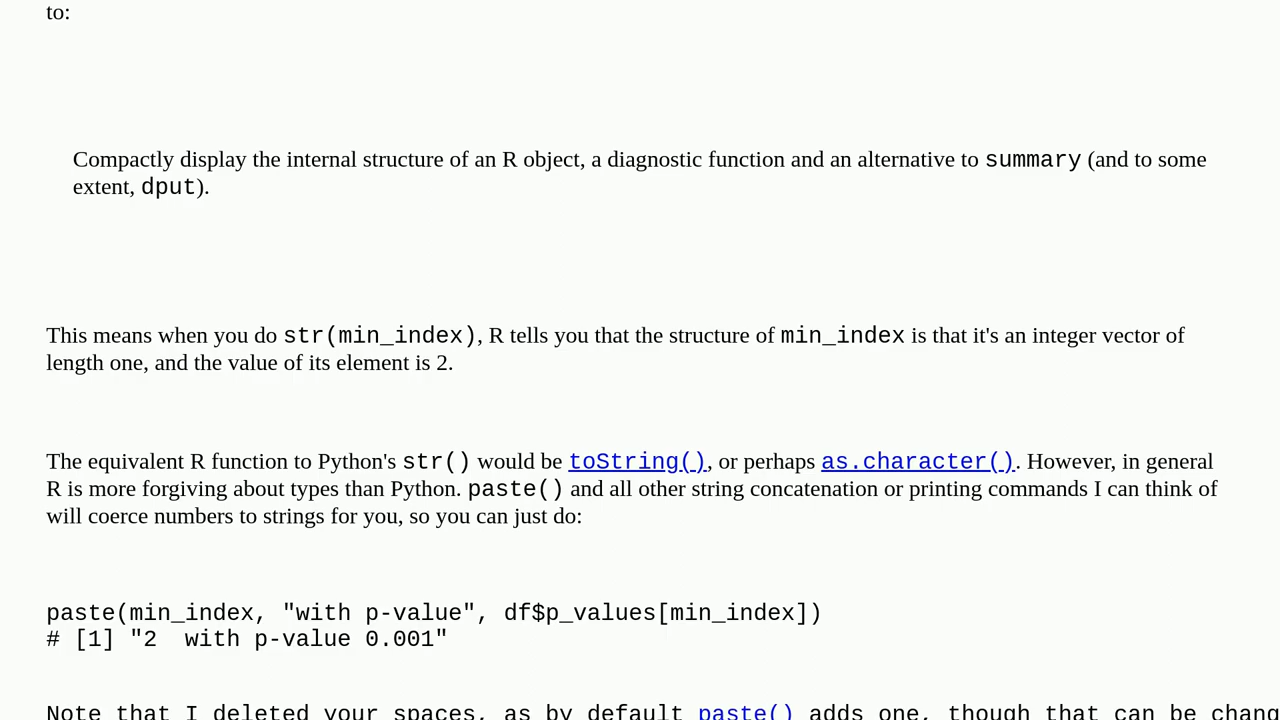 to:
Compactly display the internal structure of an R object, a diagnostic function and an alternative to summary (and to some
extent, dput).
This means when you do str(min_index), R tells you that the structure of min_index is that it's an integer vector of
length one, and the value of its element is 2.
The equivalent R function to Python's str() would be toString(), or perhaps as.character(). However, in general
R is more forgiving about types than Python. paste() and all other string concatenation or printing commands I can think of
will coerce numbers to strings for you, so you can just do:
paste(min_index, "with p-value", df$p_values[min_index])
# [1] "2  with p-value 0.001"
Note that I deleted your spaces, as by default paste() adds one, though that can be chang